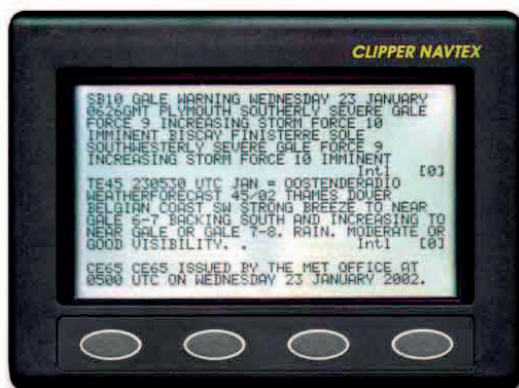 CLIPPER NAVTEX
SB10 GALE WARNING WEDNESDAY 23 JANUARY
0626GMT PLYMOUTH SOUTHERLY SEVERE GALE
FORCE 9 INCREASING STORM FORCE 10
IMMINENT BISCAY FINISTERRE SOLE
SOUTHWESTERLY SEVERE GALE FORCE 9
INCREASING STORM FORCE 10 IMMINENT
Intl [0]
TE45 230530 UTC JAN = OOSTENDERADIO
WEATHERFORECAST 45/02 THAMES DOVER
BELGIAN COAST SW STRONG BREEZE TO NEAR
GALE 6-7 BACKING SOUTH AND INCREASING TO
NEAR GALE OR GALE 7-8. RAIN. MODERATE OR
GOOD VISIBILITY. . Intl [0]
CE65 CE65 ISSUED BY THE MET OFFICE AT
0500 UTC ON WEDNESDAY 23 JANUARY 2002.